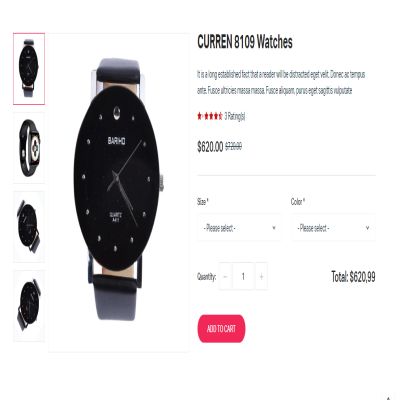 CURREN 8109 Watches
It is a long established fact that a reader will be distracted eget velit. Donec ac tempus
ante. Fusce ultricies massa massa. Fusce aliquam, purus eget sagittis vulputate
3 Rating(s)
$620.00 $720.00
Size * Color *
- Please select - - Please select -
BARIHO
QUARTZ
Quantity: − 1 + Total: $620,99
ADD TO CART